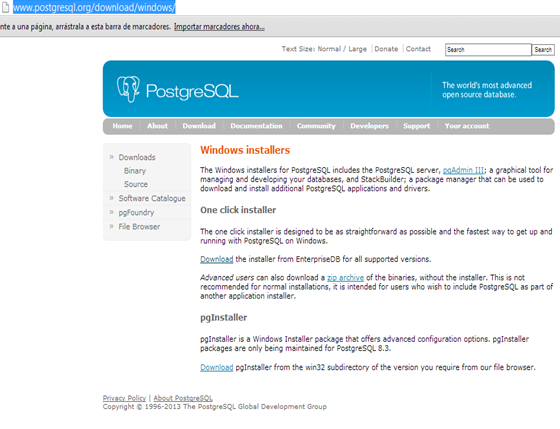 www.postgresql.org/download/windows/
nte a una página, arrástrala a esta barra de marcadores. Importar marcadores ahora...
Text Size: Normal / Large | Donate | Contact
Search
Search
PostgreSQL
The world's most advanced
open source database.
Home
About
Download
Documentation
Community
Developers
Support
Your account
» Downloads
Binary
Source
» Software Catalogue
» pgFoundry
» File Browser
Windows installers
The Windows installers for PostgreSQL includes the PostgreSQL server, pgAdmin III; a graphical tool for
managing and developing your databases, and StackBuilder; a package manager that can be used to
download and install additional PostgreSQL applications and drivers.
One click installer
The one click installer is designed to be as straightforward as possible and the fastest way to get up and
running with PostgreSQL on Windows.
Download the installer from EnterpriseDB for all supported versions.
Advanced users can also download a zip archive of the binaries, without the installer. This is not
recommended for normal installations, it is intended for users who wish to include PostgreSQL as part of
another application installer.
pgInstaller
pgInstaller is a Windows Installer package that offers advanced configuration options. pgInstaller
packages are only being maintained for PostgreSQL 8.3.
Download pgInstaller from the win32 subdirectory of the version you require from our file browser.
Privacy Policy | About PostgreSQL
Copyright © 1996-2013 The PostgreSQL Global Development Group